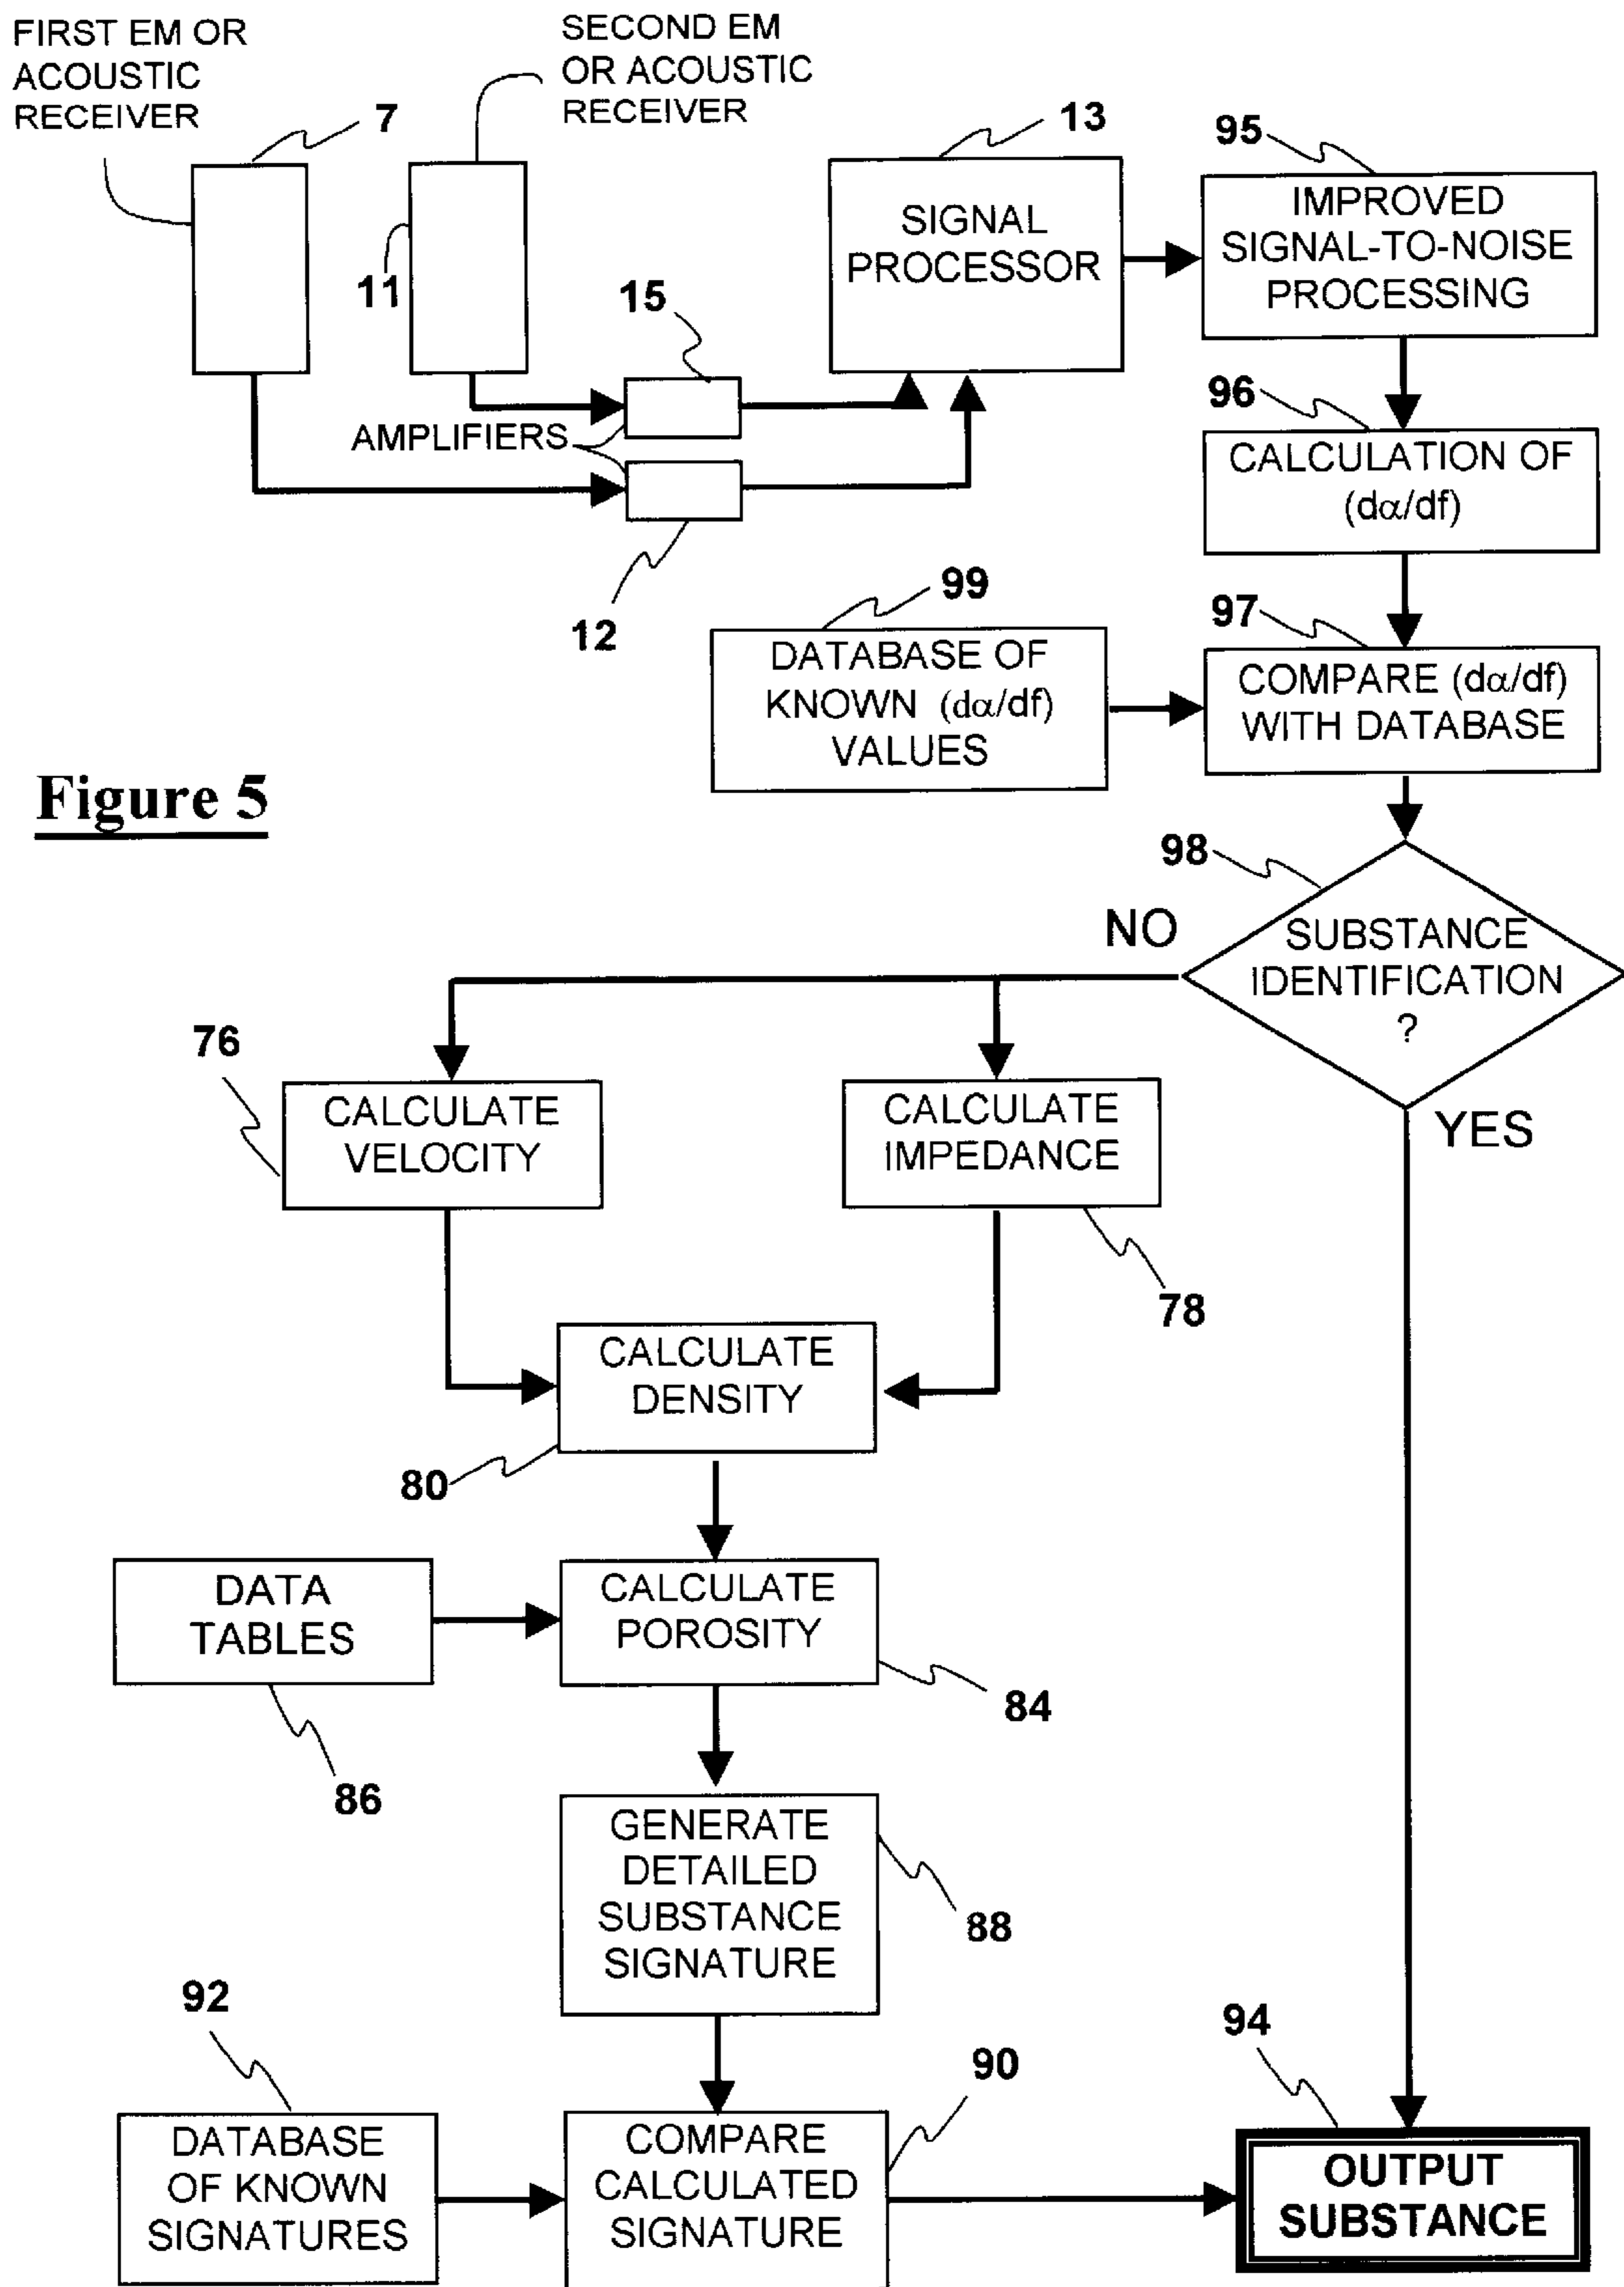 FIRST EM OR
ACOUSTIC
RECEIVER
SECOND EM
OR ACOUSTIC
RECEIVER
7
11
15
AMPLIFIERS
12
13
SIGNAL
PROCESSOR
95
IMPROVED
SIGNAL-TO-NOISE
PROCESSING
96
CALCULATION OF
(dα/df)
99
DATABASE OF
KNOWN (dα/df)
VALUES
97
COMPARE (dα/df)
WITH DATABASE
Figure 5
98
SUBSTANCE
IDENTIFICATION
?
NO
YES
76
CALCULATE
VELOCITY
CALCULATE
IMPEDANCE
78
CALCULATE
DENSITY
80
DATA
TABLES
86
CALCULATE
POROSITY
84
GENERATE
DETAILED
SUBSTANCE
SIGNATURE
88
92
DATABASE
OF KNOWN
SIGNATURES
90
COMPARE
CALCULATED
SIGNATURE
94
OUTPUT
SUBSTANCE